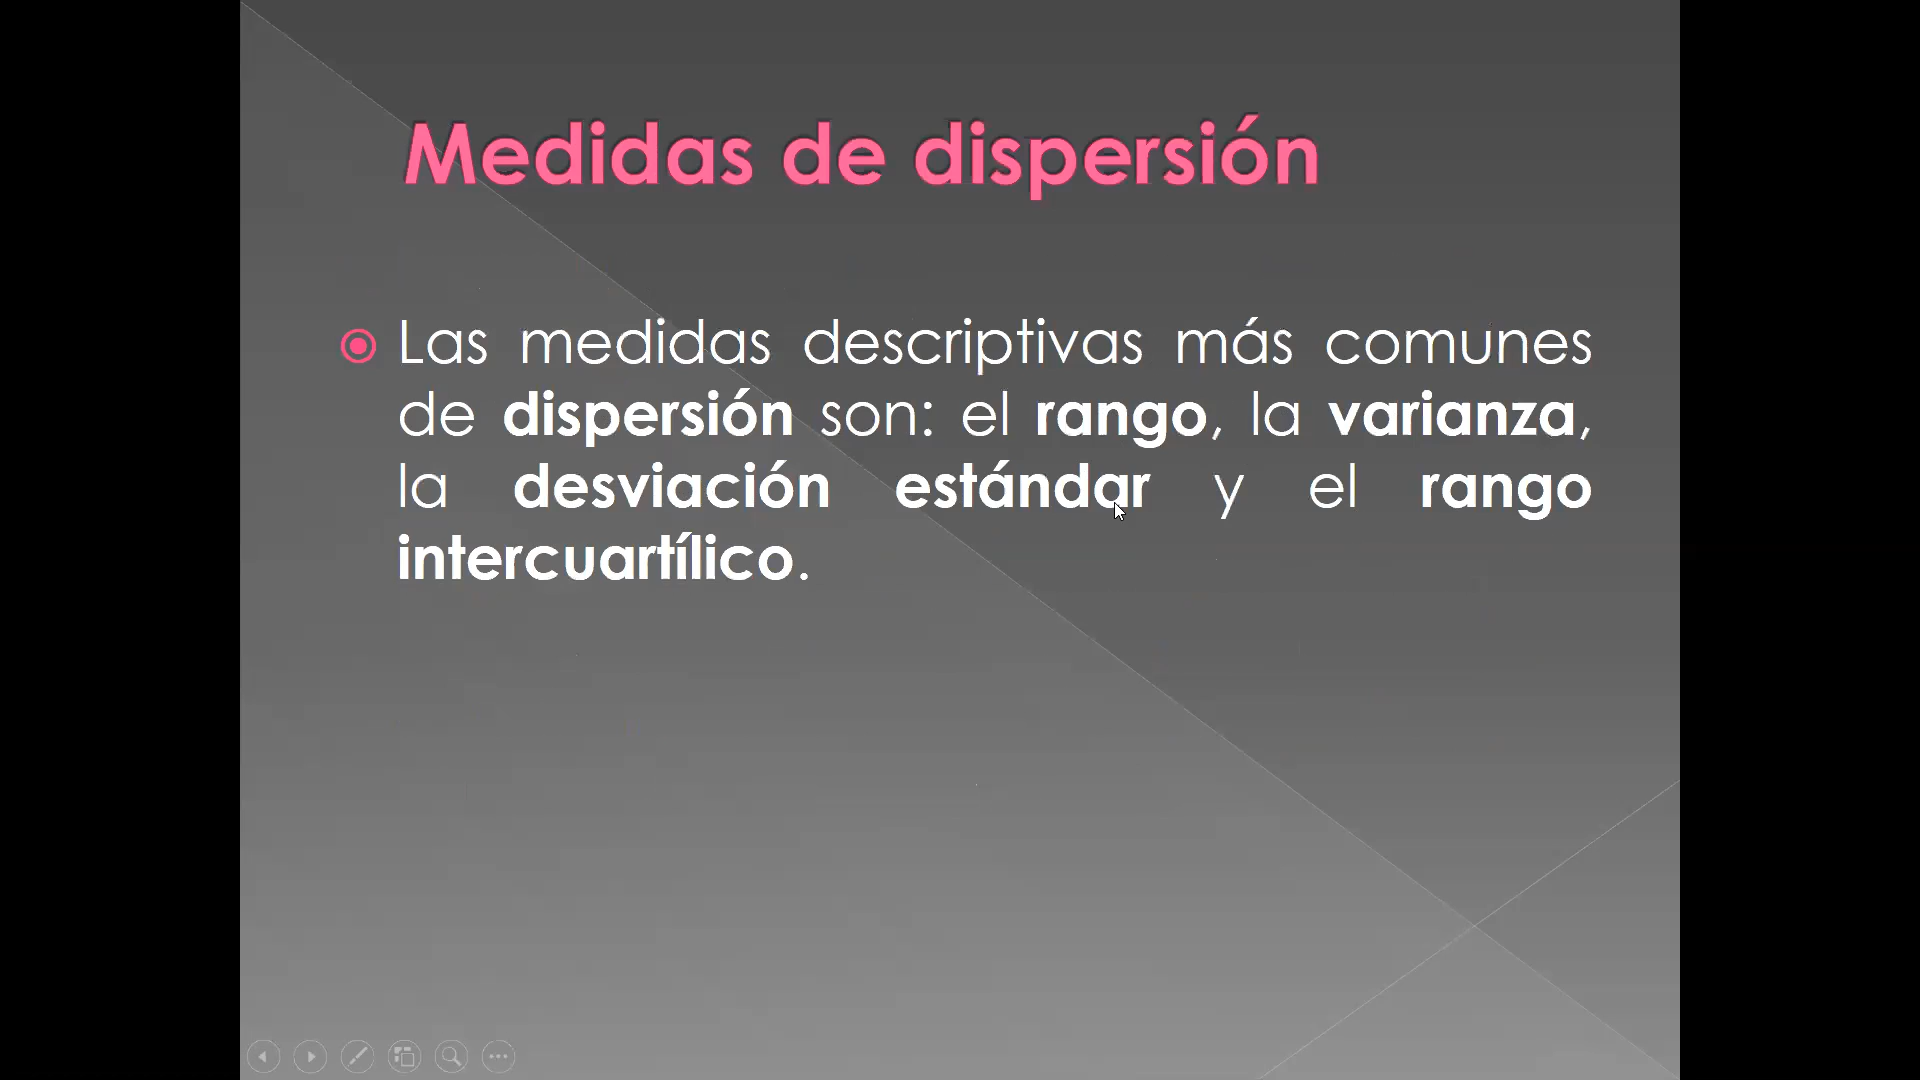 Medidas de dispersión
Las medidas descriptivas más comunes
de dispersión son: el rango, la varianza,
la desviación estándar y el rango
intercuartílico.